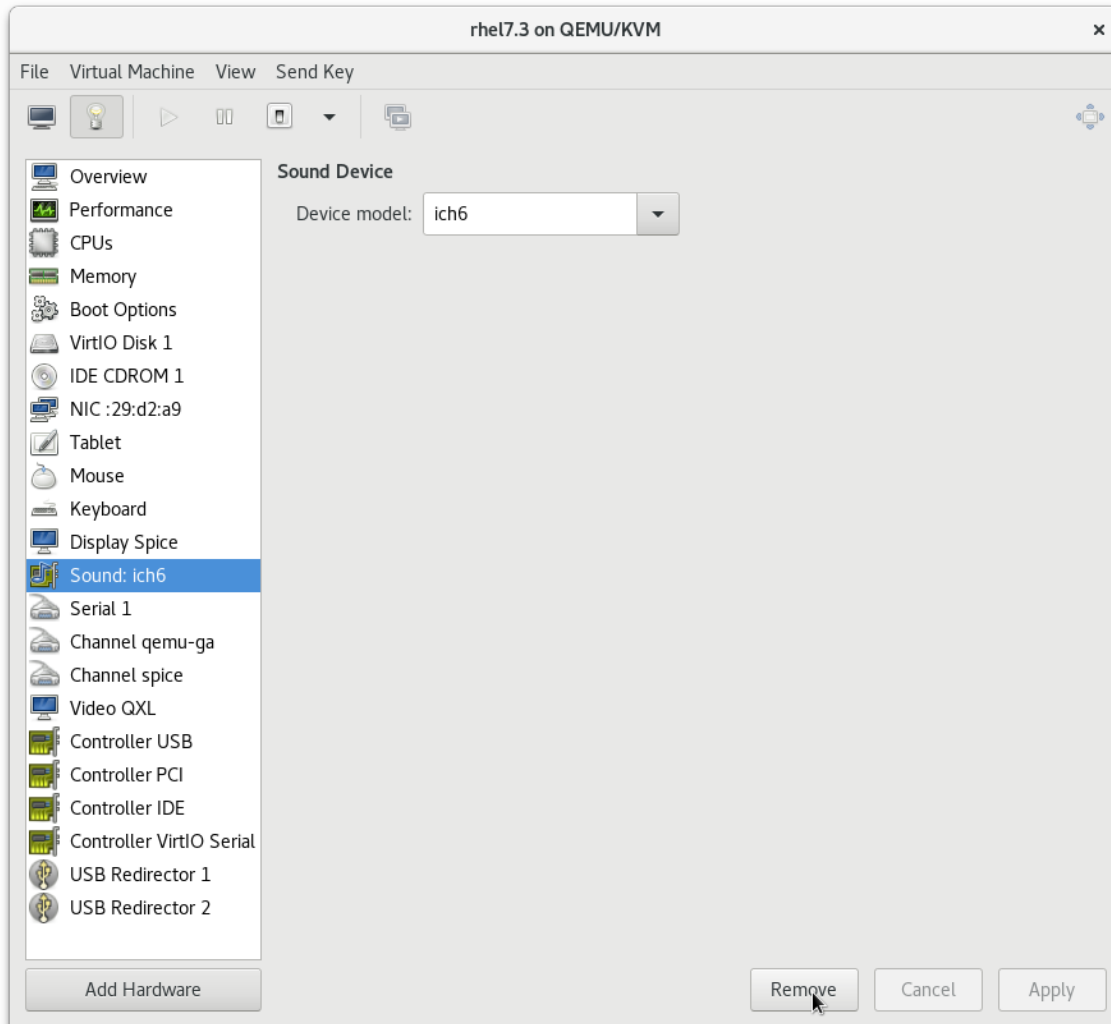 rhel7.3 on QEMU/KVM
File Virtual Machine View Send Key
Overview
Performance
CPUs
Memory
Boot Options
VirtIO Disk 1
IDE CDROM 1
NIC :29:d2:a9
Tablet
Mouse
Keyboard
Display Spice
Sound: ich6
Serial 1
Channel qemu-ga
Channel spice
Video QXL
Controller USB
Controller PCI
Controller IDE
Controller VirtIO Serial
USB Redirector 1
USB Redirector 2
Add Hardware
Sound Device
Device model: ich6
Remove Cancel Apply